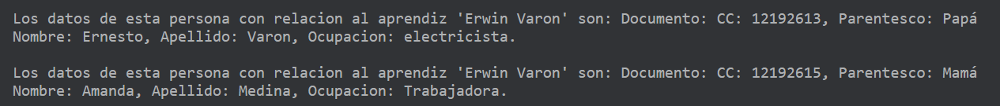 Los datos de esta persona con relacion al aprendiz 'Erwin Varon' son: Documento: CC: 12192613, Parentesco: Papá
Nombre: Ernesto, Apellido: Varon, Ocupacion: electricista.
Los datos de esta persona con relacion al aprendiz 'Erwin Varon' son: Documento: CC: 12192615, Parentesco: Mamá
Nombre: Amanda, Apellido: Medina, Ocupacion: Trabajadora.